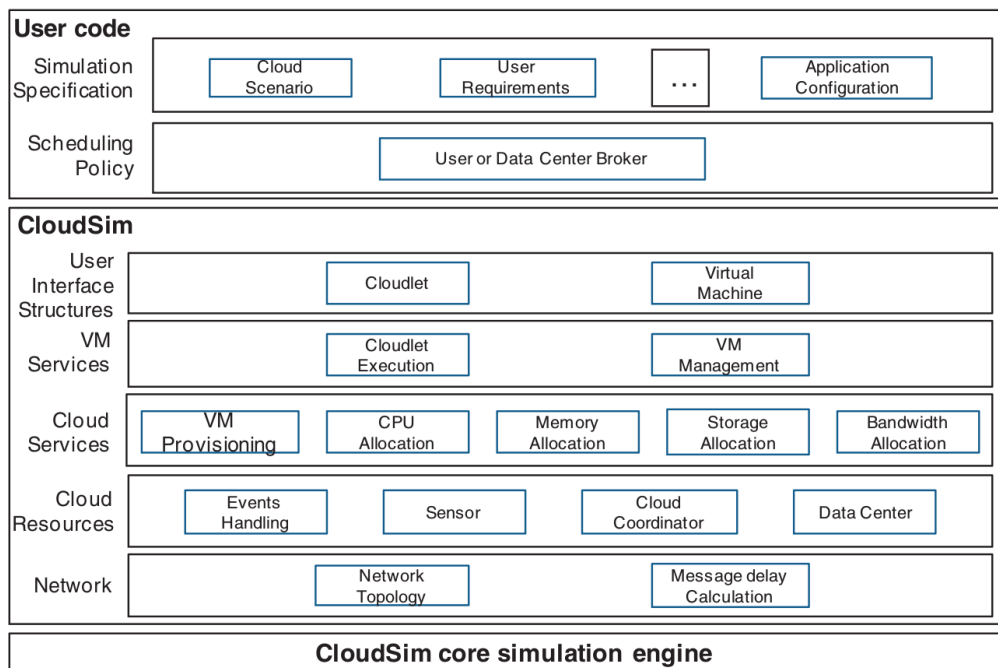 User code
Simulation
Specification
Cloud
Scenario
User
Requirements
...
Application
Configuration
Scheduling
Policy
User or Data Center Broker
CloudSim
User
Interface
Structures
Cloudlet
Virtual
Machine
VM
Services
Cloudlet
Execution
VM
Management
Cloud
Services
VM
Provisioning
CPU
Allocation
Memory
Allocation
Storage
Allocation
Bandwidth
Allocation
Cloud
Resources
Events
Handling
Sensor
Cloud
Coordinator
Data Center
Network
Network
Topology
Message delay
Calculation
CloudSim core simulation engine